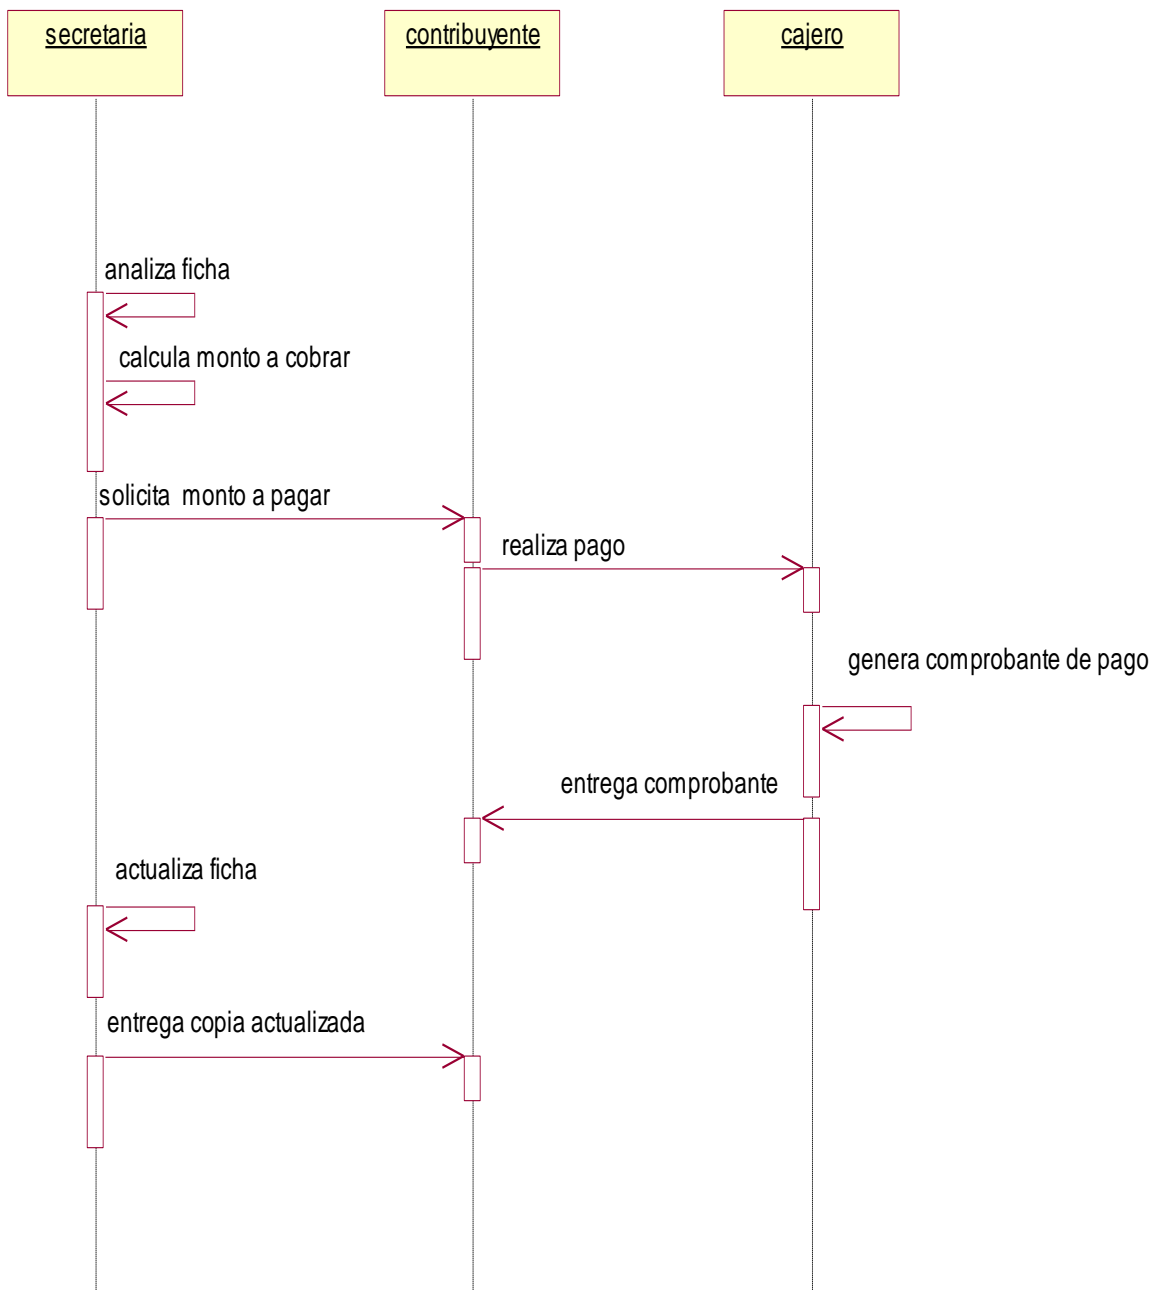 secretaria
contribuyente
cajero
analiza ficha
calcula monto a cobrar
solicita monto a pagar
realiza pago
genera comprobante de pago
entrega comprobante
actualiza ficha
entrega copia actualizada